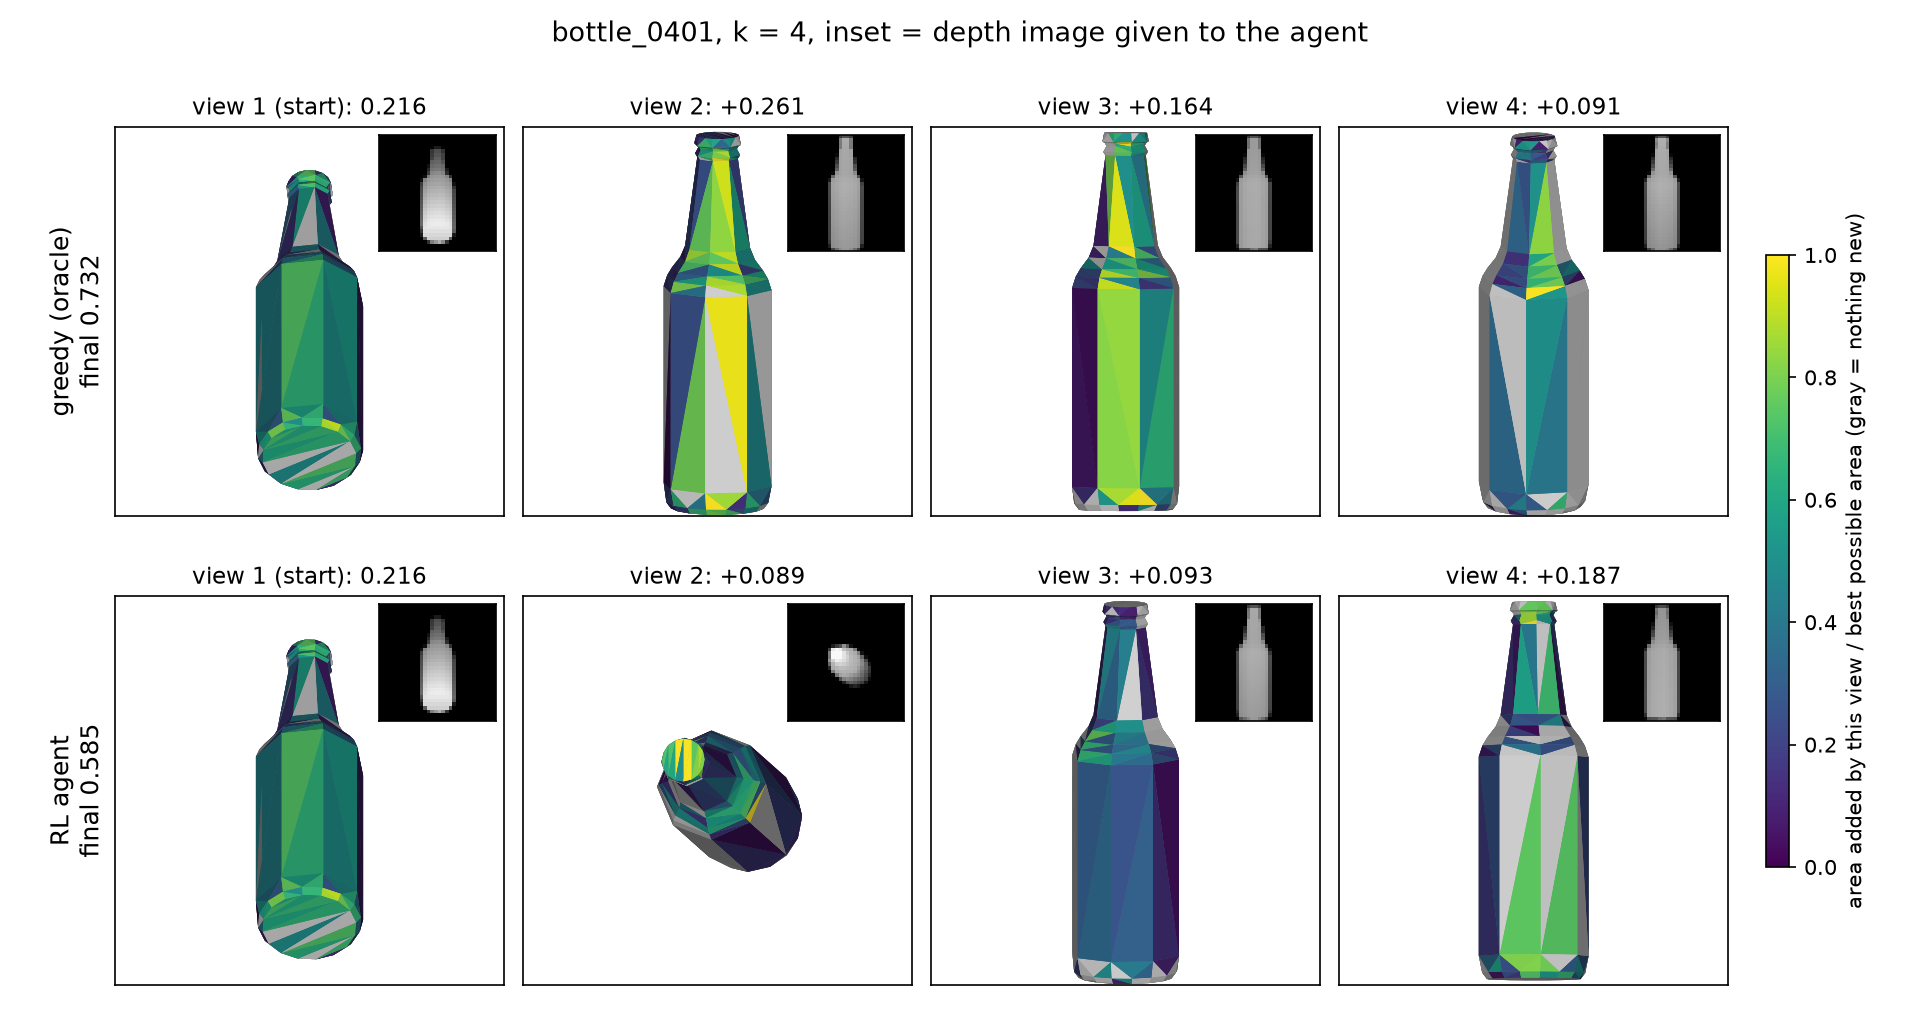 bottle_0401, k = 4, inset = depth image given to the agent
greedy (oracle)
final 0.732
view 1 (start): 0.216
view 2: +0.261
view 3: +0.164
view 4: +0.091
RL agent
final 0.585
view 1 (start): 0.216
view 2: +0.089
view 3: +0.093
view 4: +0.187
1.0
0.8
0.6
0.4
0.2
0.0
area added by this view / best possible area (gray = nothing new)